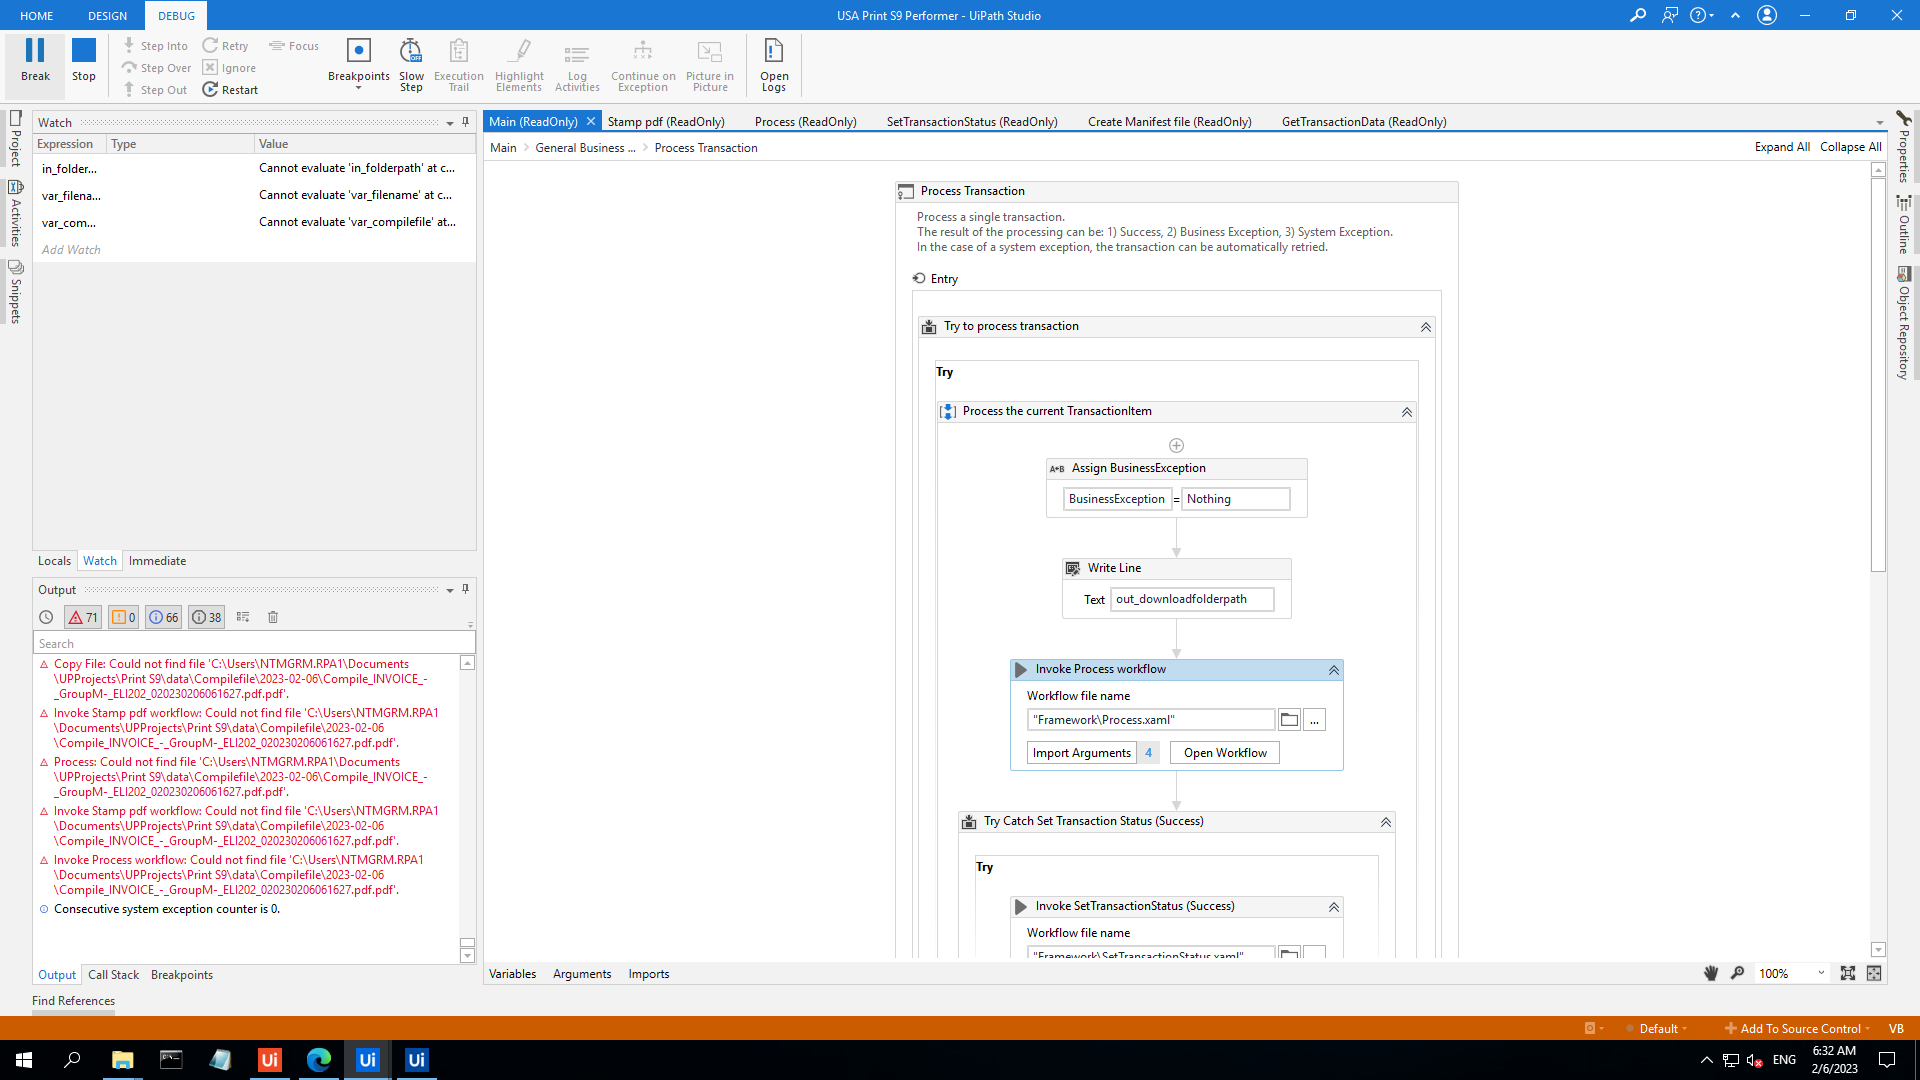 HOME
DESIGN
DEBUG
USA Print S9 Performer - UiPath Studio
Break
Stop
Step Into
Step Over
Step Out
Retry
Ignore
Restart
Focus
Breakpoints
Slow
Step
OFF
Execution
Trail
Highlight
Elements
Log
Activities
Continue on
Exception
Picture in
Picture
Open
Logs
Project
Activities
Snippets
Watch
Expression
Type
Value
in_folder...
Cannot evaluate 'in_folderpath' at c...
var_filena...
Cannot evaluate 'var_filename' at c...
var_com...
Cannot evaluate 'var_compilefile' at...
Add Watch
Locals
Watch
Immediate
Output
71
0
66
38
Search
Copy File: Could not find file 'C:\Users\NTMGRM.RPA1\Documents
\UPProjects\Print S9\data\Compilefile\2023-02-06\Compile_INVOICE_-
_GroupM-_ELI202_020230206061627.pdf.pdf'.
Invoke Stamp pdf workflow: Could not find file 'C:\Users\NTMGRM.RPA1
\Documents\UPProjects\Print S9\data\Compilefile\2023-02-06
\Compile_INVOICE_-_GroupM-_ELI202_020230206061627.pdf.pdf'.
Process: Could not find file 'C:\Users\NTMGRM.RPA1\Documents
\UPProjects\Print S9\data\Compilefile\2023-02-06\Compile_INVOICE_-
_GroupM-_ELI202_020230206061627.pdf.pdf'.
Invoke Stamp pdf workflow: Could not find file 'C:\Users\NTMGRM.RPA1
\Documents\UPProjects\Print S9\data\Compilefile\2023-02-06
\Compile_INVOICE_-_GroupM-_ELI202_020230206061627.pdf.pdf'.
Invoke Process workflow: Could not find file 'C:\Users\NTMGRM.RPA1
\Documents\UPProjects\Print S9\data\Compilefile\2023-02-06
\Compile_INVOICE_-_GroupM-_ELI202_020230206061627.pdf.pdf'.
Consecutive system exception counter is 0.
Output
Call Stack
Breakpoints
Find References
Main (ReadOnly)
Stamp pdf (ReadOnly)
Process (ReadOnly)
SetTransactionStatus (ReadOnly)
Create Manifest file (ReadOnly)
GetTransactionData (ReadOnly)
Main
General Business ...
Process Transaction
Expand All
Collapse All
Process Transaction
Process a single transaction.
The result of the processing can be: 1) Success, 2) Business Exception, 3) System Exception.
In the case of a system exception, the transaction can be automatically retried.
Entry
Try to process transaction
Try
Process the current TransactionItem
A+B Assign BusinessException
BusinessException = Nothing
Write Line
Text
out_downloadfolderpath
Invoke Process workflow
Workflow file name
"Framework\Process.xaml"
...
Import Arguments
4
Open Workflow
Try Catch Set Transaction Status (Success)
Try
Invoke SetTransactionStatus (Success)
Workflow file name
"Framework\SetTransactionStatus.xaml"
Variables
Arguments
Imports
100%
Properties
Outline
Object Repository
Default
Add To Source Control
VB
Ui
Ui
Ui
ENG
6:32 AM
2/6/2023